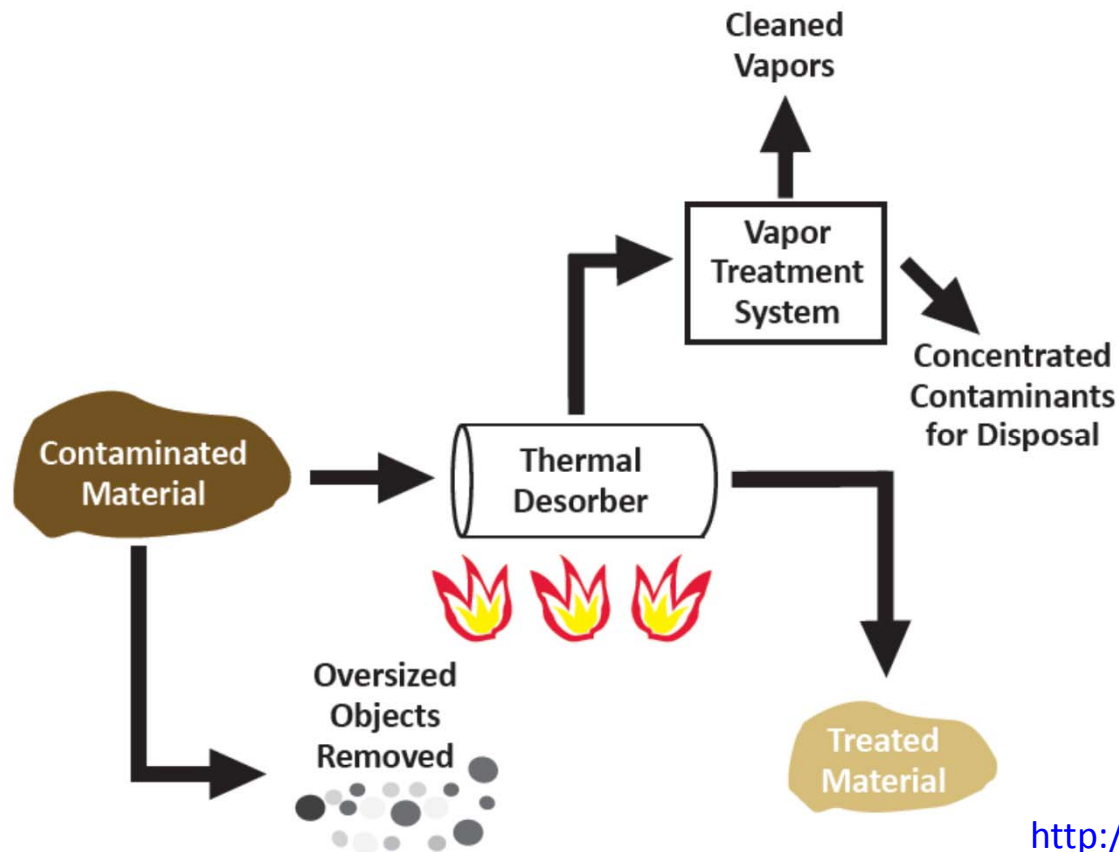 Cleaned
Vapors
Vapor
Treatment
System
Concentrated
Contaminants
for Disposal
Contaminated
Material
Thermal
Desorber
Oversized
Objects
Removed
Treated
Material
http:/